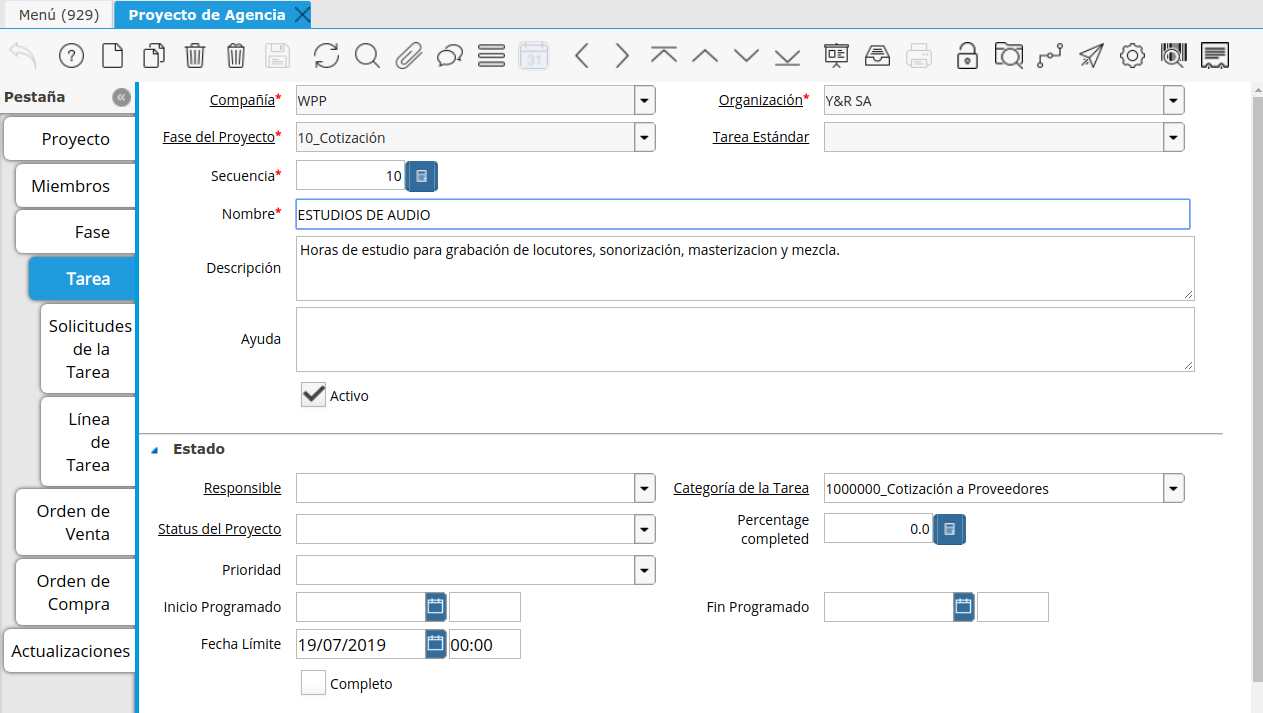 Menú (929)
Proyecto de Agencia
31
Pestaña
Proyecto
Miembros
Fase
Tarea
Solicitudes
de la
Tarea
Línea
de
Tarea
Orden de
Venta
Orden de
Compra
Actualizaciones
Compañía* WPP
Organización* Y&R SA
Fase del Proyecto* 10_Cotización
Tarea Estándar
Secuencia* 10
Nombre* ESTUDIOS DE AUDIO
Descripción Horas de estudio para grabación de locutores, sonorización, masterizacion y mezcla.
Ayuda
Activo
Estado
Responsible
Categoría de la Tarea 1000000_Cotización a Proveedores
Status del Proyecto
Percentage
completed 0.0
Prioridad
Inicio Programado
Fin Programado
Fecha Límite 19/07/2019 00:00
Completo